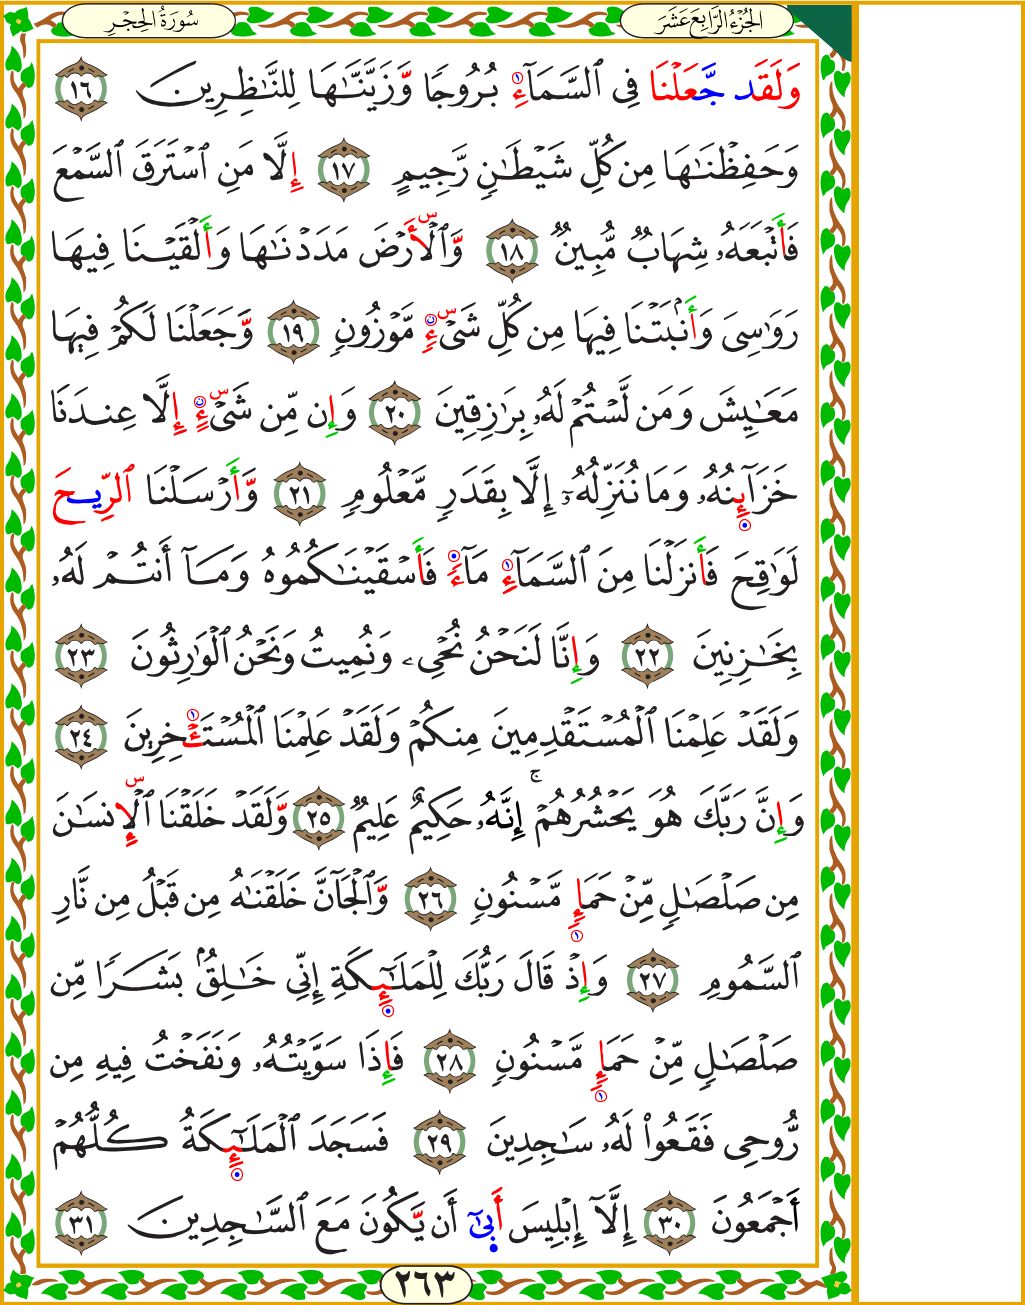 الجُزْءُ الرَّابِعَ عَشَرَ
سُورَةُ الحِجْرِ
وَلَقَد جَّعَلْنَا فِى ٱلسَّمَآءِ بُرُوجًا وَّزَيَّنَّـٰهَا لِلنَّـٰظِرِينَ ١٦
وَحَفِظْنَـٰهَا مِن كُلِّ شَيْطَـٰنٍ رَّجِيمٍ ١٧ إِلَّا مَنِ ٱسْتَرَقَ ٱلسَّمْعَ
فَأَتْبَعَهُۥ شِهَابٌ مُّبِينٌ ١٨ وَّٱلْأَرْضَ مَدَدْنَـٰهَا وَأَلْقَيْنَا فِيهَا
رَوَٰسِىَ وَأَنۢبَتْنَا فِيهَا مِن كُلِّ شَىْءٍ مَّوْزُونٍ ١٩ وَّجَعَلْنَا لَكُمْ فِيهَا
مَعَـٰيِشَ وَمَن لَّسْتُمْ لَهُۥ بِرَٰزِقِينَ ٢٠ وَإِن مِّن شَىْءٍ إِلَّا عِندَنَا
خَزَآئِنُهُۥ وَمَا نُنَزِّلُهُۥٓ إِلَّا بِقَدَرٍ مَّعْلُومٍ ٢١ وَّأَرْسَلْنَا ٱلرِّيحَ
لَوَٰقِحَ فَأَنزَلْنَا مِنَ ٱلسَّمَآءِ مَآءً فَأَسْقَيْنَـٰكُمُوهُ وَمَآ أَنتُمْ لَهُۥ
بِخَـٰزِنِينَ ٢٢ وَإِنَّا لَنَحْنُ نُحْىِۦ وَنُمِيتُ وَنَحْنُ ٱلْوَٰرِثُونَ ٢٣
وَلَقَدْ عَلِمْنَا ٱلْمُسْتَقْدِمِينَ مِنكُمْ وَلَقَدْ عَلِمْنَا ٱلْمُسْتَـْٔخِرِينَ ٢٤
وَإِنَّ رَبَّكَ هُوَ يَحْشُرُهُمْ ۚ إِنَّهُۥ حَكِيمٌ عَلِيمٌ ٢٥ وَّلَقَدْ خَلَقْنَا ٱلْإِنسَـٰنَ
مِن صَلْصَـٰلٍ مِّنْ حَمَإٍ مَّسْنُونٍ ٢٦ وَّٱلْجَآنَّ خَلَقْنَـٰهُ مِن قَبْلُ مِن نَّارِ
ٱلسَّمُومِ ٢٧ وَإِذْ قَالَ رَبُّكَ لِلْمَلَـٰٓئِكَةِ إِنِّى خَـٰلِقٌۢ بَشَرًا مِّن
صَلْصَـٰلٍ مِّنْ حَمَإٍ مَّسْنُونٍ ٢٨ فَإِذَا سَوَّيْتُهُۥ وَنَفَخْتُ فِيهِ مِن
رُّوحِى فَقَعُوا۟ لَهُۥ سَـٰجِدِينَ ٢٩ فَسَجَدَ ٱلْمَلَـٰٓئِكَةُ كُلُّهُمْ
أَجْمَعُونَ ٣٠ إِلَّآ إِبْلِيسَ أَبَىٰٓ أَن يَّكُونَ مَعَ ٱلسَّـٰجِدِينَ ٣١
٢٦٣